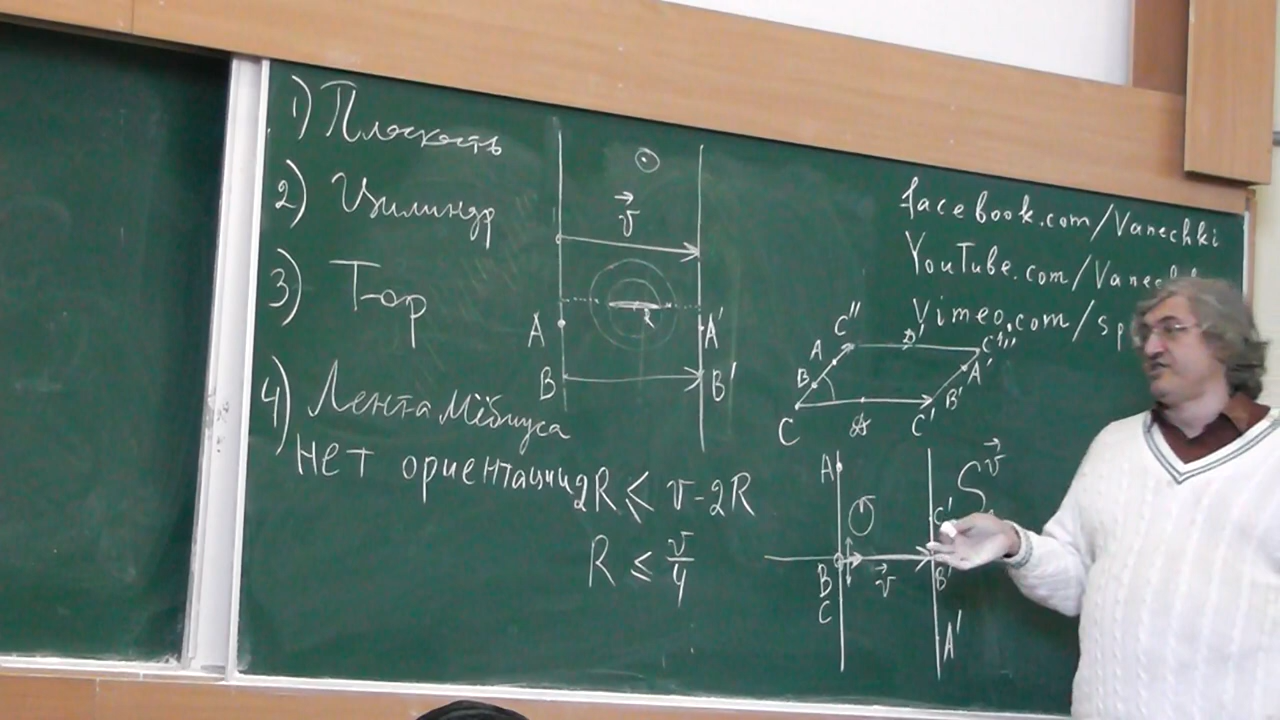 1) Плоскость
2) Цилиндр
3) Тор
4) Лента Мёбиуса
Нет ориентации
v⃗
R
A A'
B B'
2R ≤ v - 2R
R ≤ v/4
facebook.com/Vanechki
YouTube.com/Vanech
Vimeo.com/sp
C'' D' C'''
A A'
B B'
C C'
A
C' S v⃗
B v⃗ B'
C
A'